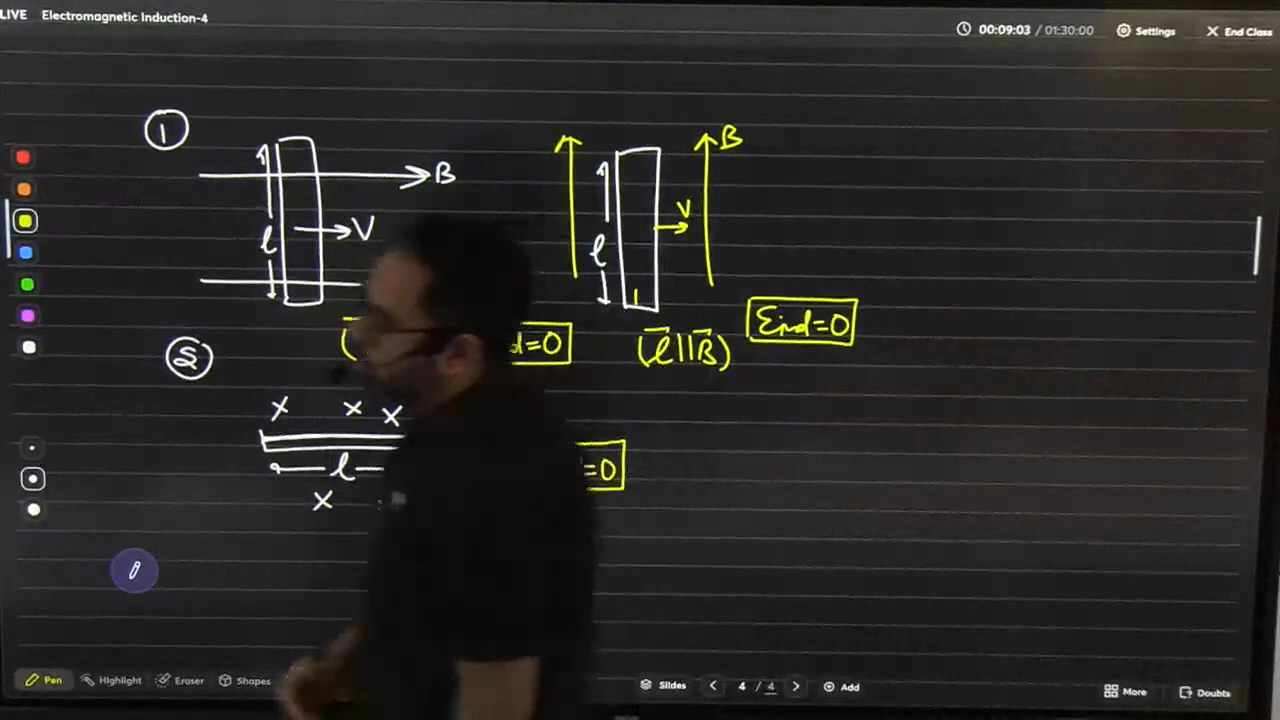 LIVE Electromagnetic Induction-4
00:09:03 / 01:30:00 Settings End Class
1
B
l
V
B
l
V
Eind=0
=0
(l||B)
2
x x x
l
=0
x
Pen Highlight Eraser Shapes Slides 4 / 4 Add More Doubts